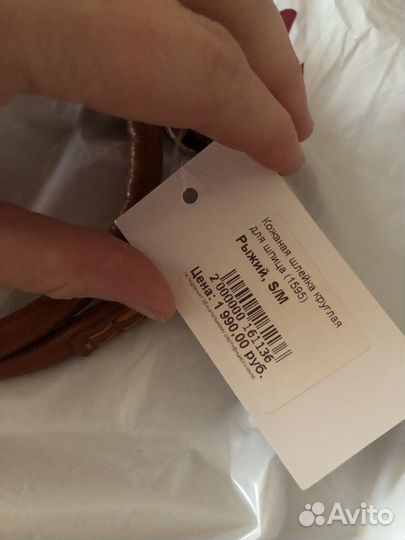 Кожаная шлейка круглая
для шпица (1595)
Рыжий, S/M
2 000000 161136
Цена: 1 990,00 руб.
Avito